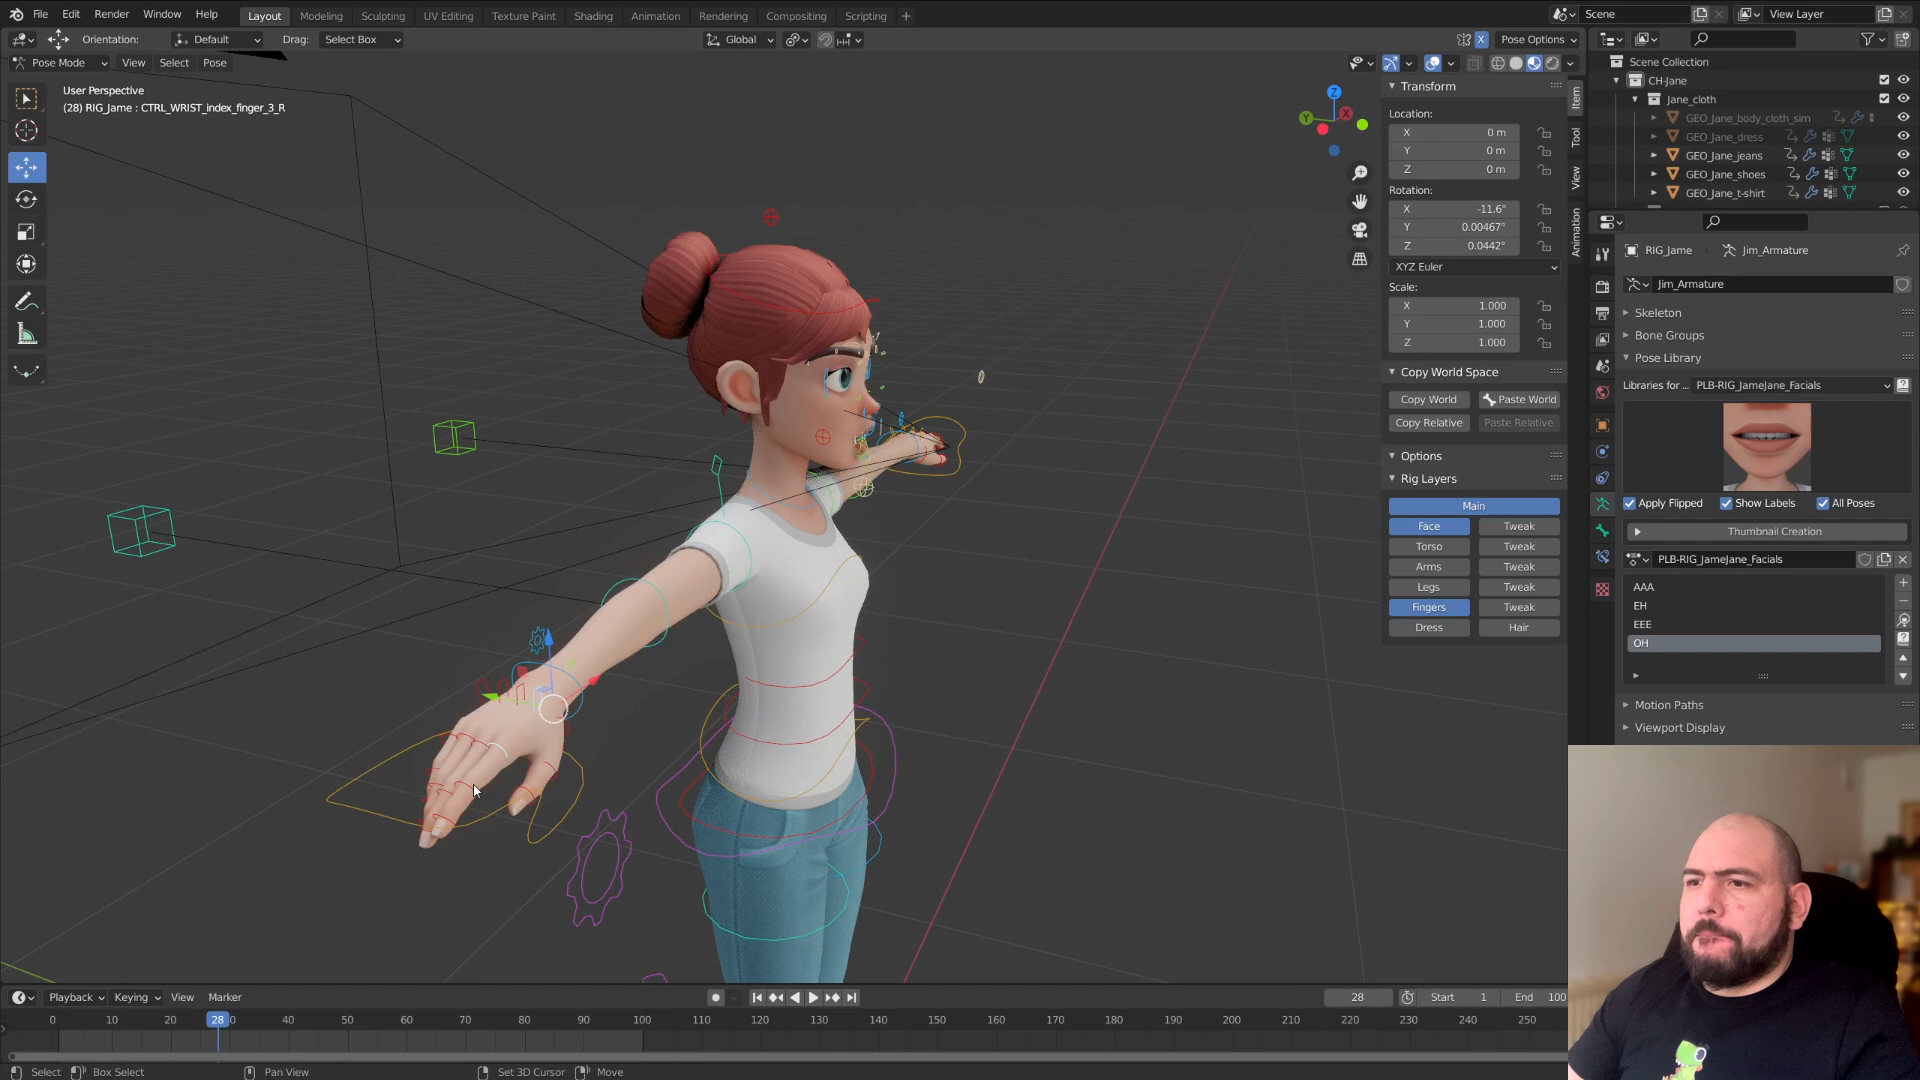 File Edit Render Window Help Layout Modeling Sculpting UV Editing Texture Paint Shading Animation Rendering Compositing Scripting + Scene View Layer
Orientation: Default Drag: Select Box Global X Pose Options
Pose Mode View Select Pose
User Perspective
(28) RIG_Jame : CTRL_WRIST_index_finger_3_R
Z
Y
X
Transform
Location:
X 0 m
Y 0 m
Z 0 m
Rotation:
X -11.6°
Y 0.00467°
Z 0.0442°
XYZ Euler
Scale:
X 1.000
Y 1.000
Z 1.000
Copy World Space
Copy World Paste World
Copy Relative Paste Relative
Options
Rig Layers
Main
Face Tweak
Torso Tweak
Arms Tweak
Legs Tweak
Fingers Tweak
Dress Hair
Item
Tool
View
Animation
Scene Collection
CH-Jane
Jane_cloth
GEO_Jane_body_cloth_sim
GEO_Jane_dress
GEO_Jane_jeans
GEO_Jane_shoes
GEO_Jane_t-shirt
RIG_Jame Jim_Armature
Jim_Armature
Skeleton
Bone Groups
Pose Library
Libraries for ... PLB-RIG_JameJane_Facials
Apply Flipped Show Labels All Poses
Thumbnail Creation
PLB-RIG_JameJane_Facials
AAA
EH
EEE
OH
Motion Paths
Viewport Display
Playback Keying View Marker 28 Start 1 End 100
0 10 20 28 0 40 50 60 70 80 90 100 110 120 130 140 150 160 170 180 190 200 210 220 230 240 250
Select Box Select Pan View Set 3D Cursor Move